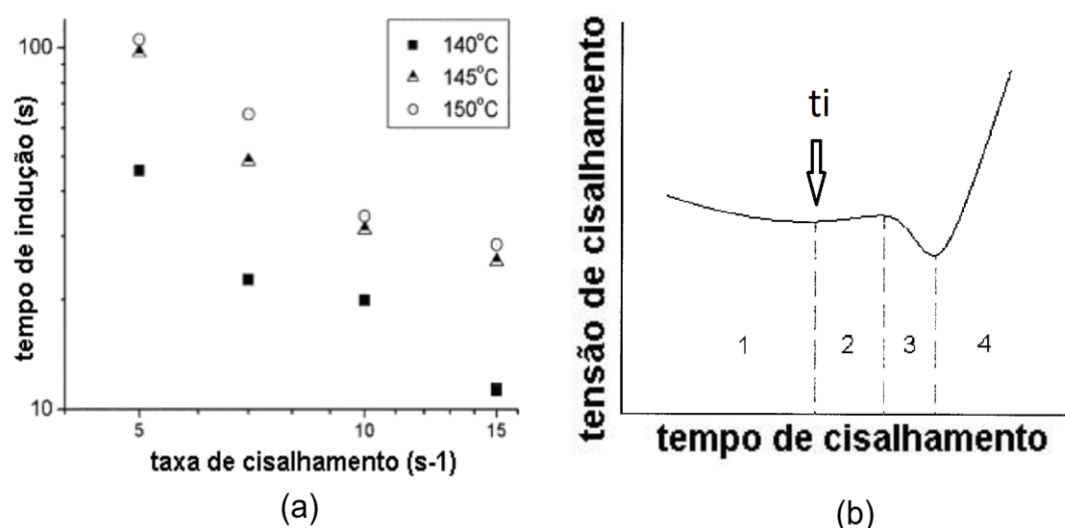 100
10
tempo de indução (s)
140°C
145°C
150°C
5
10
15
taxa de cisalhamento (s-1)
(a)
tensão de cisalhamento
ti
1
2
3
4
tempo de cisalhamento
(b)